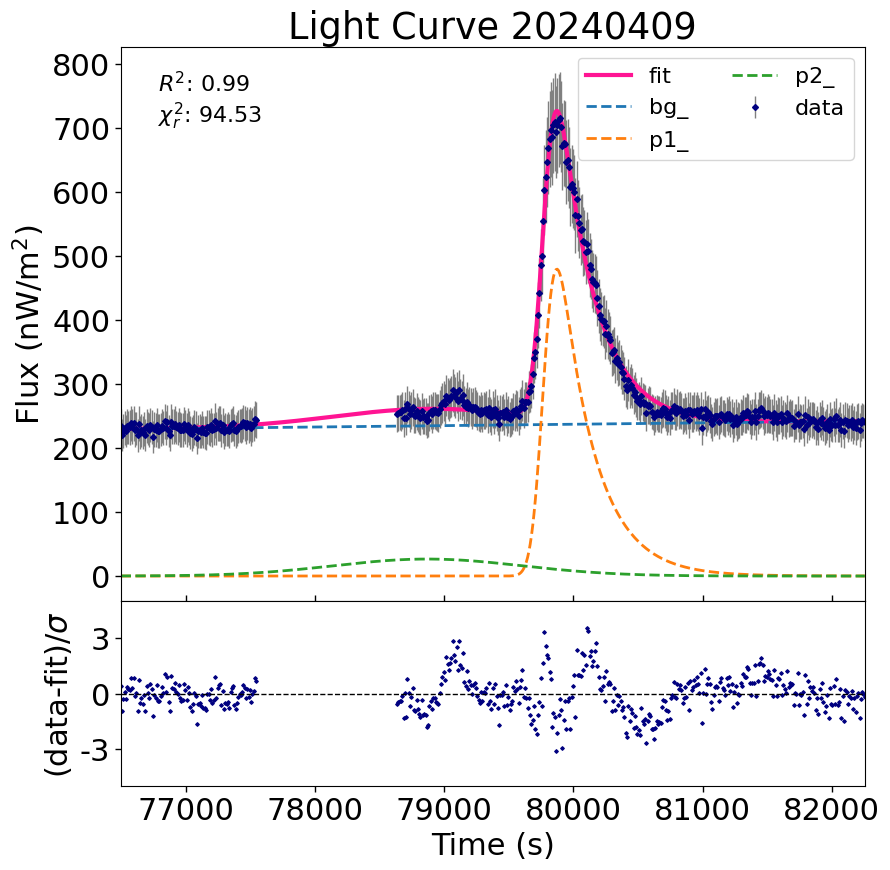 Light Curve 20240409
R²: 0.99
χ²ᵣ: 94.53
fit
bg_
p1_
p2_
data
Flux (nW/m²)
800
700
600
500
400
300
200
100
0
(data-fit)/σ
3
0
-3
77000 78000 79000 80000 81000 82000
Time (s)